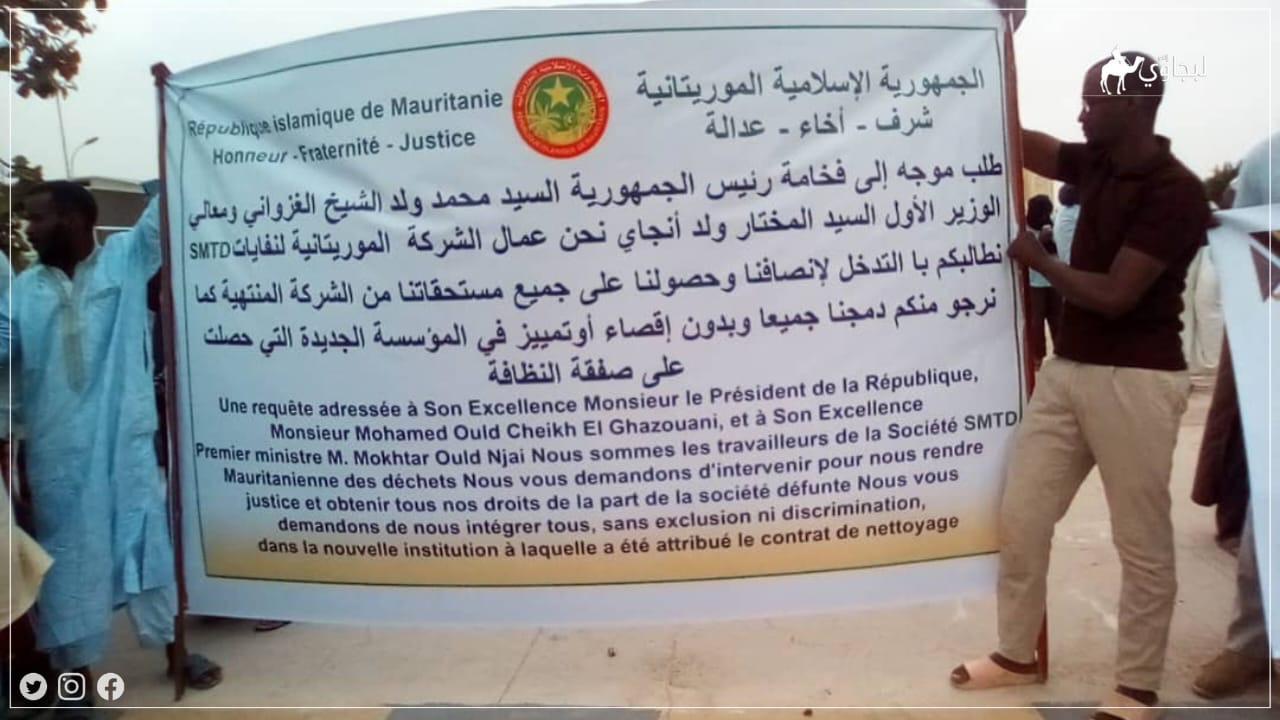 لبجاوّي
République islamique de Mauritanie
Honneur - Fraternité - Justice
الجمهورية الإسلامية الموريتانية
شرف - أخاء - عدالة
طلب موجه إلى فخامة رئيس الجمهورية السيد محمد ولد الشيخ الغزواني ومعالي
الوزير الأول السيد المختار ولد أنجاي نحن عمال الشركة الموريتانية لنفايات SMTD
نطالبكم با التدخل لإنصافنا وحصولنا على جميع مستحقاتنا من الشركة المنتهية كما
نرجو منكم دمجنا جميعا وبدون إقصاء أوتمييز في المؤسسة الجديدة التي حصلت
على صفقة النظافة
Une requête adressée à Son Excellence Monsieur le Président de la République,
Monsieur Mohamed Ould Cheikh El Ghazouani, et à Son Excellence
Premier ministre M. Mokhtar Ould Njai Nous sommes les travailleurs de la Société SMTD
Mauritanienne des déchets Nous vous demandons d'intervenir pour nous rendre
justice et obtenir tous nos droits de la part de la société défunte Nous vous
demandons de nous intégrer tous, sans exclusion ni discrimination,
dans la nouvelle institution à laquelle a été attribué le contrat de nettoyage